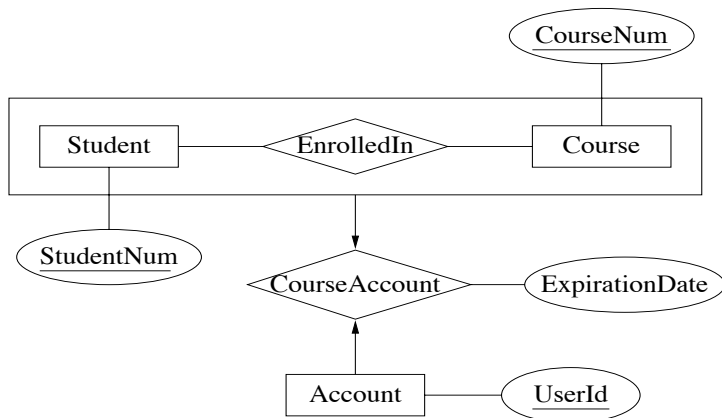 CourseNum
Student
EnrolledIn
Course
StudentNum
CourseAccount
ExpirationDate
Account
UserId